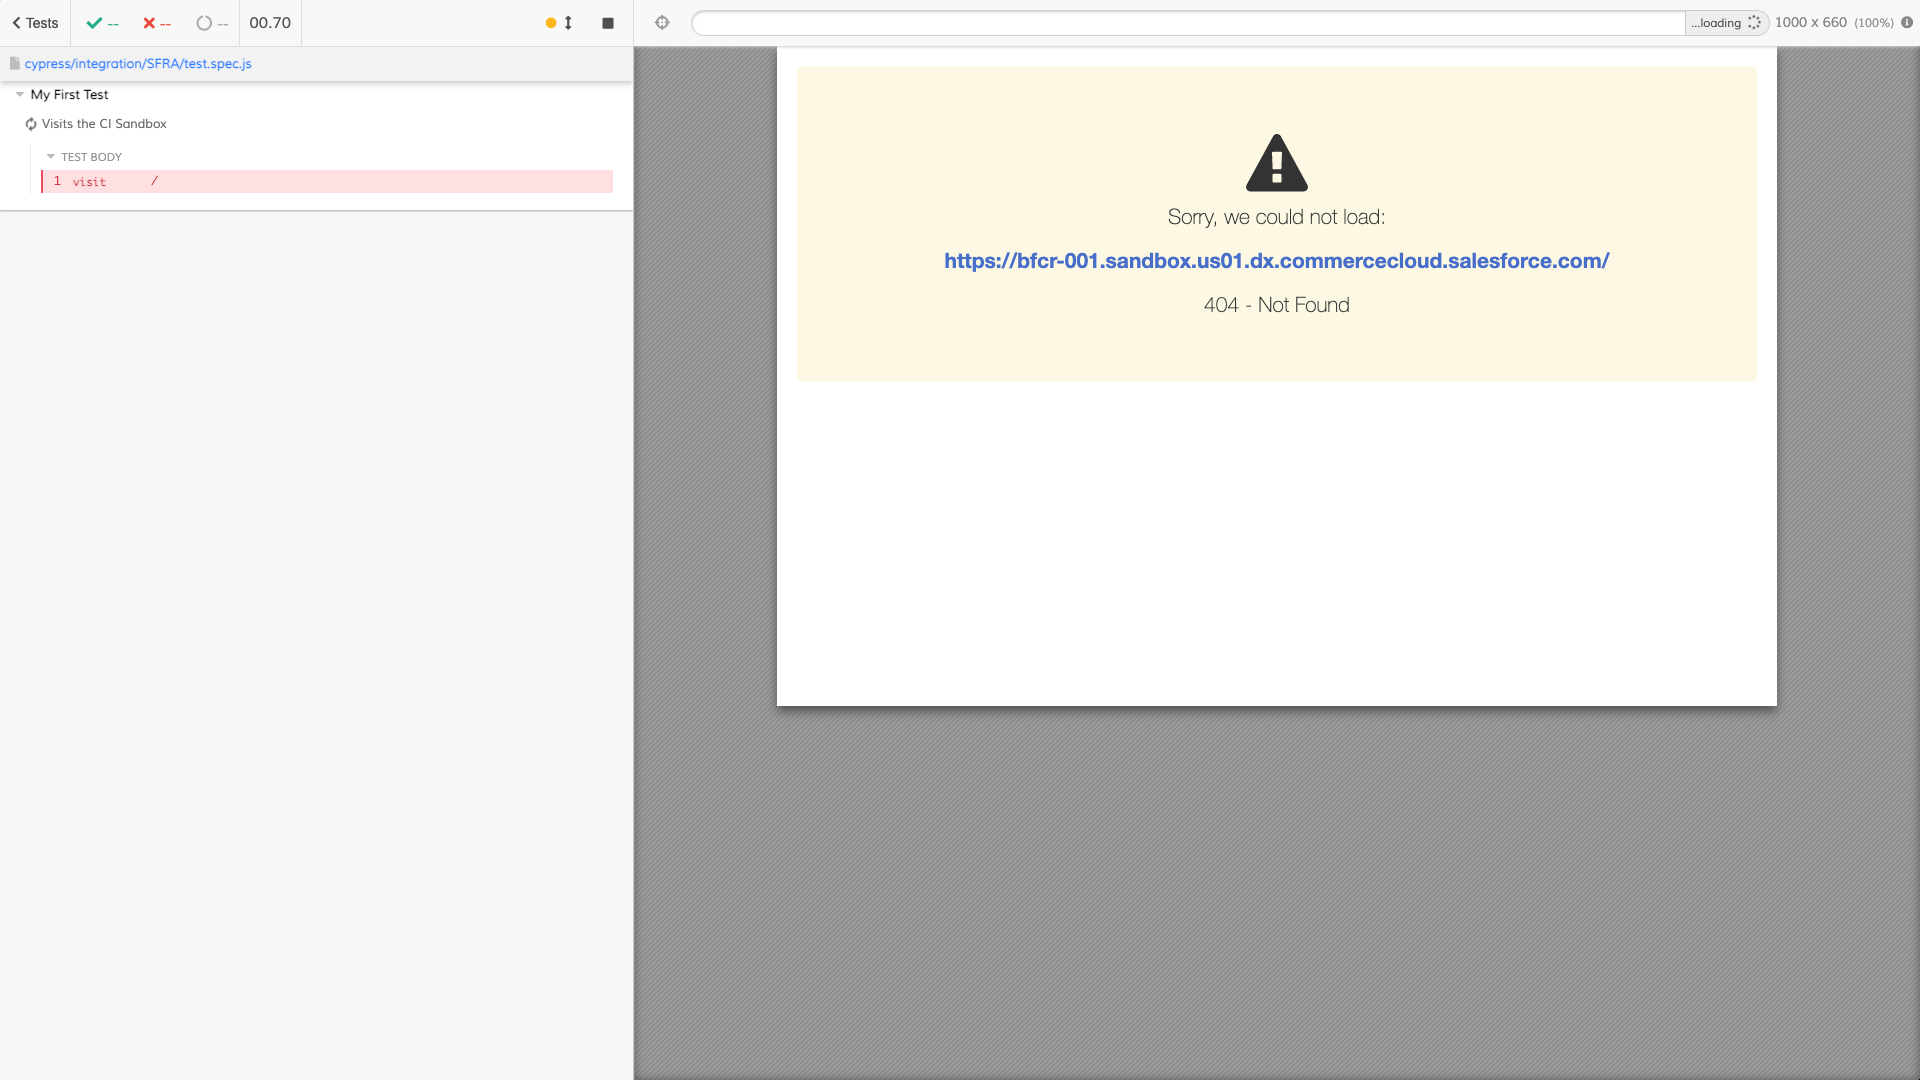 Tests
--
--
--
00.70
...loading
1000 x 660 (100%)
cypress/integration/SFRA/test.spec.js
My First Test
Visits the CI Sandbox
TEST BODY
1 visit /
Sorry, we could not load:
https://bfcr-001.sandbox.us01.dx.commercecloud.salesforce.com/
404 - Not Found